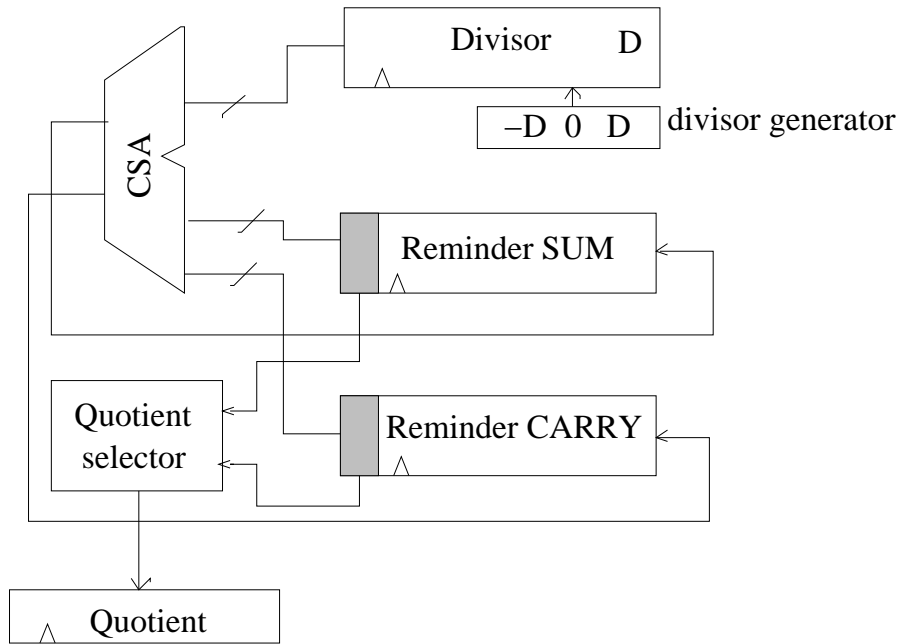 Divisor D
–D 0 D divisor generator
CSA
Reminder SUM
Quotient
selector
Reminder CARRY
Quotient